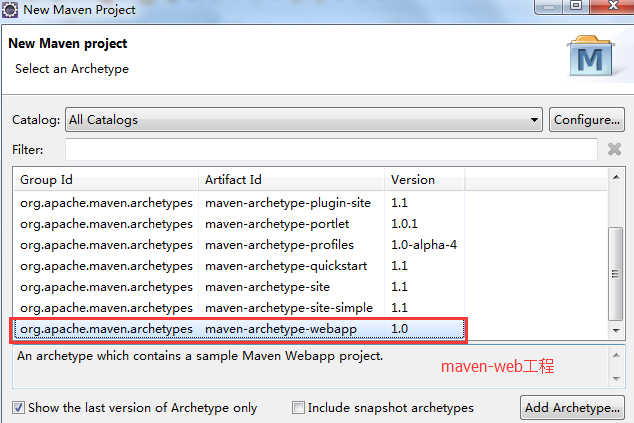 New Maven Project
New Maven project
Select an Archetype
M
Catalog: All Catalogs Configure...
Filter:
Group Id Artifact Id Version
org.apache.maven.archetypes maven-archetype-plugin-site 1.1
org.apache.maven.archetypes maven-archetype-portlet 1.0.1
org.apache.maven.archetypes maven-archetype-profiles 1.0-alpha-4
org.apache.maven.archetypes maven-archetype-quickstart 1.1
org.apache.maven.archetypes maven-archetype-site 1.1
org.apache.maven.archetypes maven-archetype-site-simple 1.1
org.apache.maven.archetypes maven-archetype-webapp 1.0
An archetype which contains a sample Maven Webapp project.
maven-web工程
Show the last version of Archetype only Include snapshot archetypes Add Archetype...